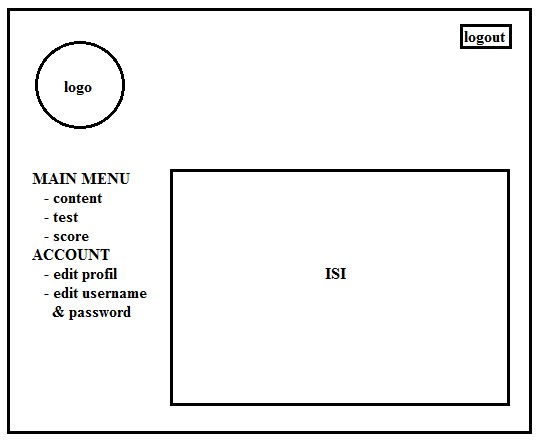 logout
logo
MAIN MENU
- content
- test
- score
ACCOUNT
- edit profil
- edit username
& password
ISI